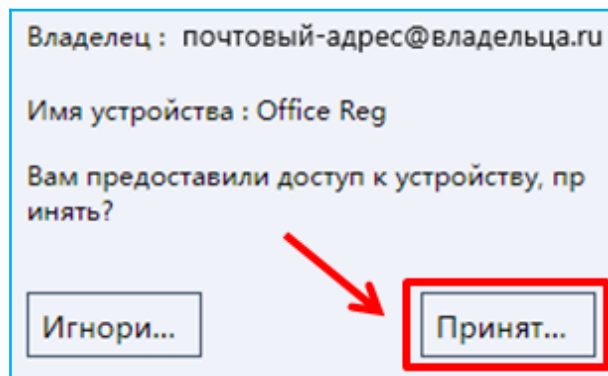 Владелец : почтовый-адрес@владельца.ru
Имя устройства : Office Reg
Вам предоставили доступ к устройству, пр
инять?
Игнори...
Принят...